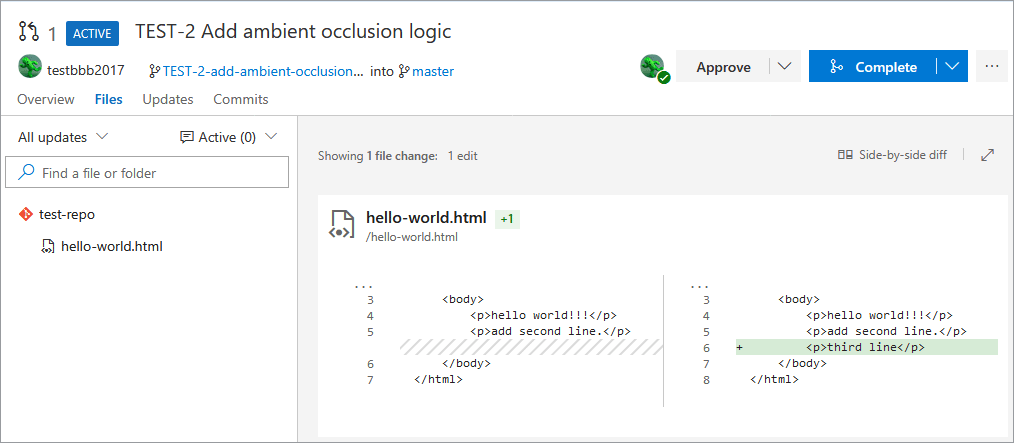 1 ACTIVE TEST-2 Add ambient occlusion logic
testbbb2017 TEST-2-add-ambient-occlusion... into master Approve Complete ...
Overview Files Updates Commits
All updates Active (0)
Showing 1 file change: 1 edit Side-by-side diff
Find a file or folder
test-repo
hello-world.html
hello-world.html +1
/hello-world.html
...
3 <body>
4 <p>hello world!!!</p>
5 <p>add second line.</p>
6 </body>
7 </html>
...
3 <body>
4 <p>hello world!!!</p>
5 <p>add second line.</p>
6 + <p>third line</p>
7 </body>
8 </html>